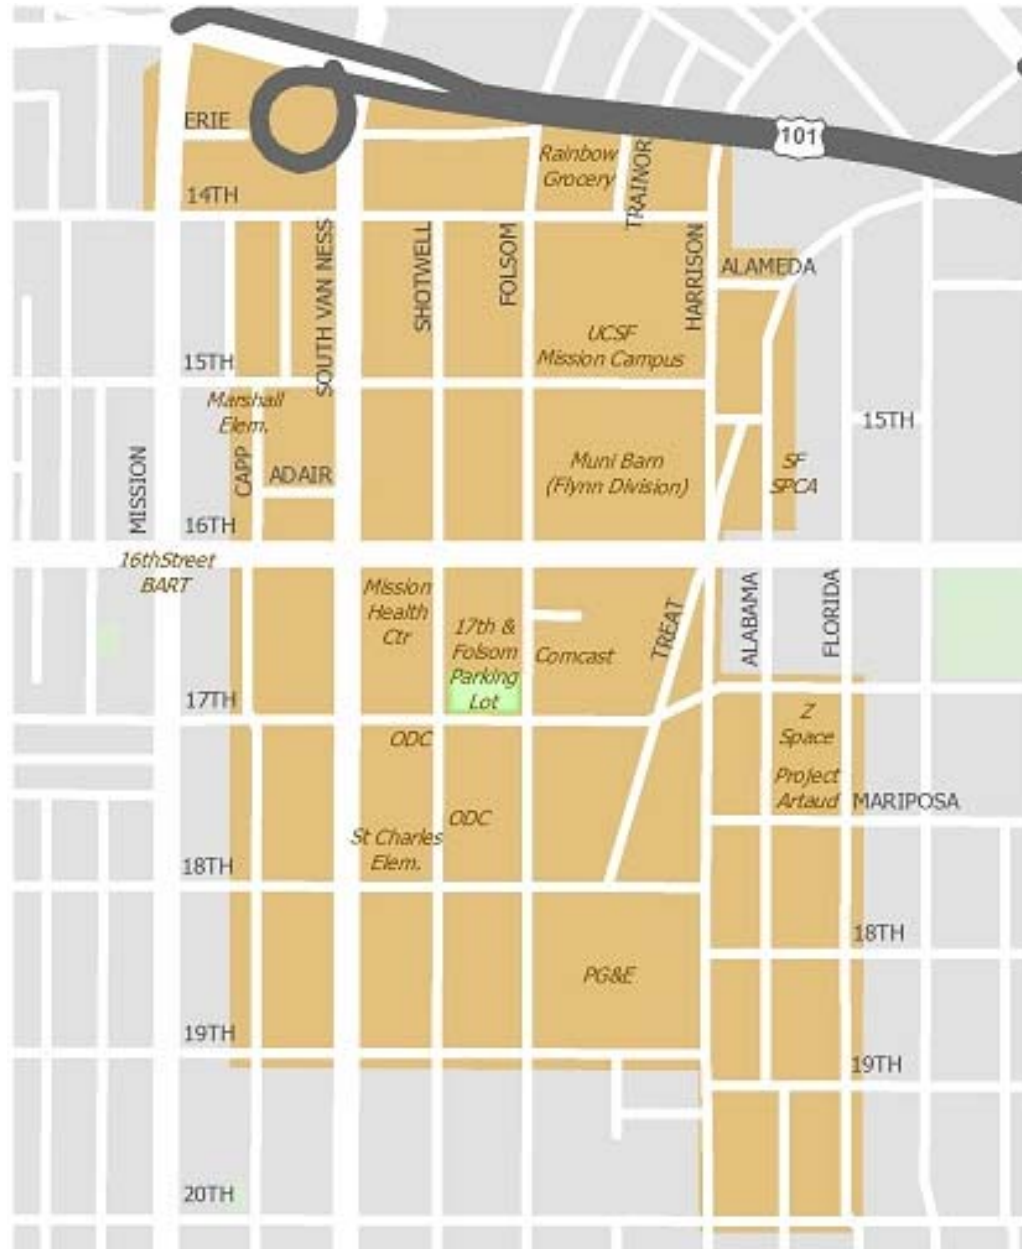 101
ERIE
Rainbow
Grocery
TRAINOR
14TH
SOUTH VAN NESS
SHOTWELL
FOLSOM
HARRISON
ALAMEDA
UCSF
Mission Campus
15TH
Marshall
Elem.
15TH
MISSION
CAPP
ADAIR
Muni Barn
(Flynn Division)
SF
SPCA
16TH
16thStreet
BART
Mission
Health
Ctr
17th &
Folsom
Parking
Lot
Comcast
TREAT
ALABAMA
FLORIDA
17TH
ODC
Z
Space
Project
Artaud
MARIPOSA
ODC
St Charles
Elem.
18TH
18TH
PG&E
19TH
19TH
20TH